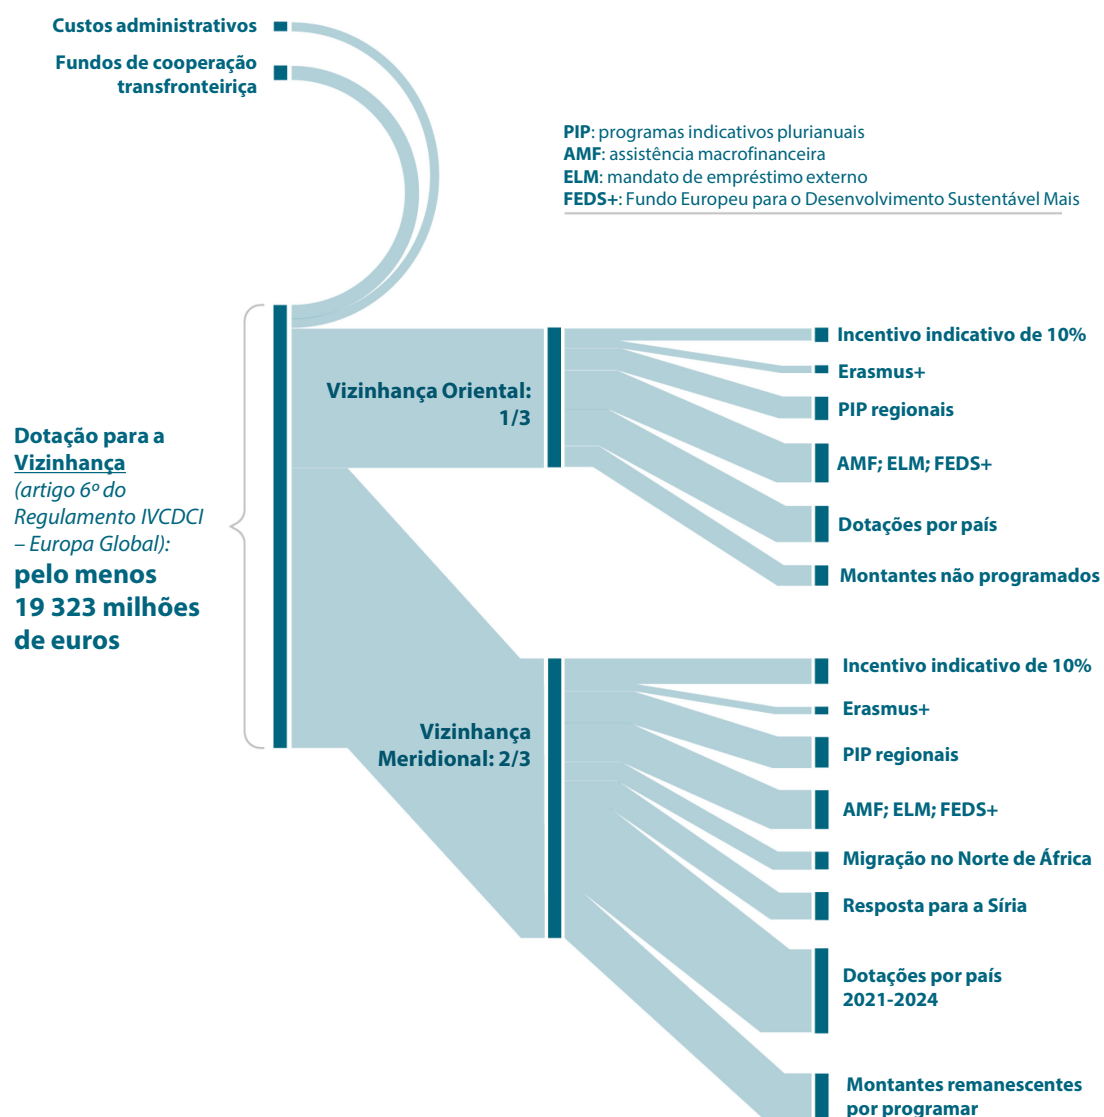 Custos administrativos
Fundos de cooperação
transfronteiriça
PIP: programas indicativos plurianuais
AMF: assistência macrofinanceira
ELM: mandato de empréstimo externo
FEDS+: Fundo Europeu para o Desenvolvimento Sustentável Mais
Dotação para a
Vizinhança
(artigo 6º do
Regulamento IVCDCI
– Europa Global):
pelo menos
19 323 milhões
de euros
Vizinhança Oriental:
1/3
Incentivo indicativo de 10%
Erasmus+
PIP regionais
AMF; ELM; FEDS+
Dotações por país
Montantes não programados
Vizinhança
Meridional: 2/3
Incentivo indicativo de 10%
Erasmus+
PIP regionais
AMF; ELM; FEDS+
Migração no Norte de África
Resposta para a Síria
Dotações por país
2021-2024
Montantes remanescentes
por programar